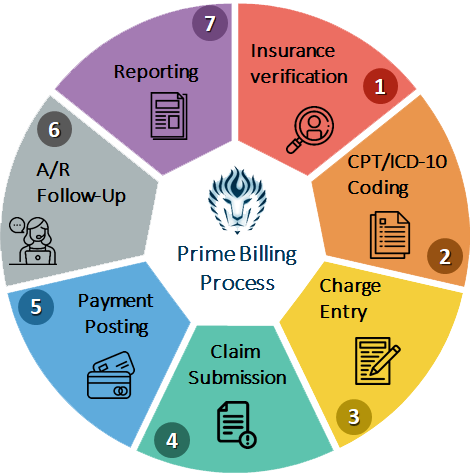 7
Reporting
Insurance
verification
1
6
A/R
Follow-Up
CPT/ICD-10
Coding
2
Prime Billing
Process
5
Payment
Posting
Charge
Entry
3
Claim
Submission
4